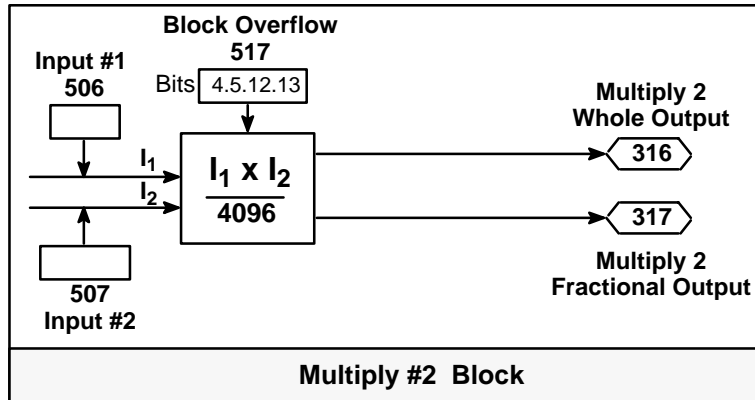 Block Overflow
517
Bits 4.5.12.13
Input #1
506
I1
I2
I1 x I2
4096
507
Input #2
Multiply 2
Whole Output
316
317
Multiply 2
Fractional Output
Multiply #2 Block